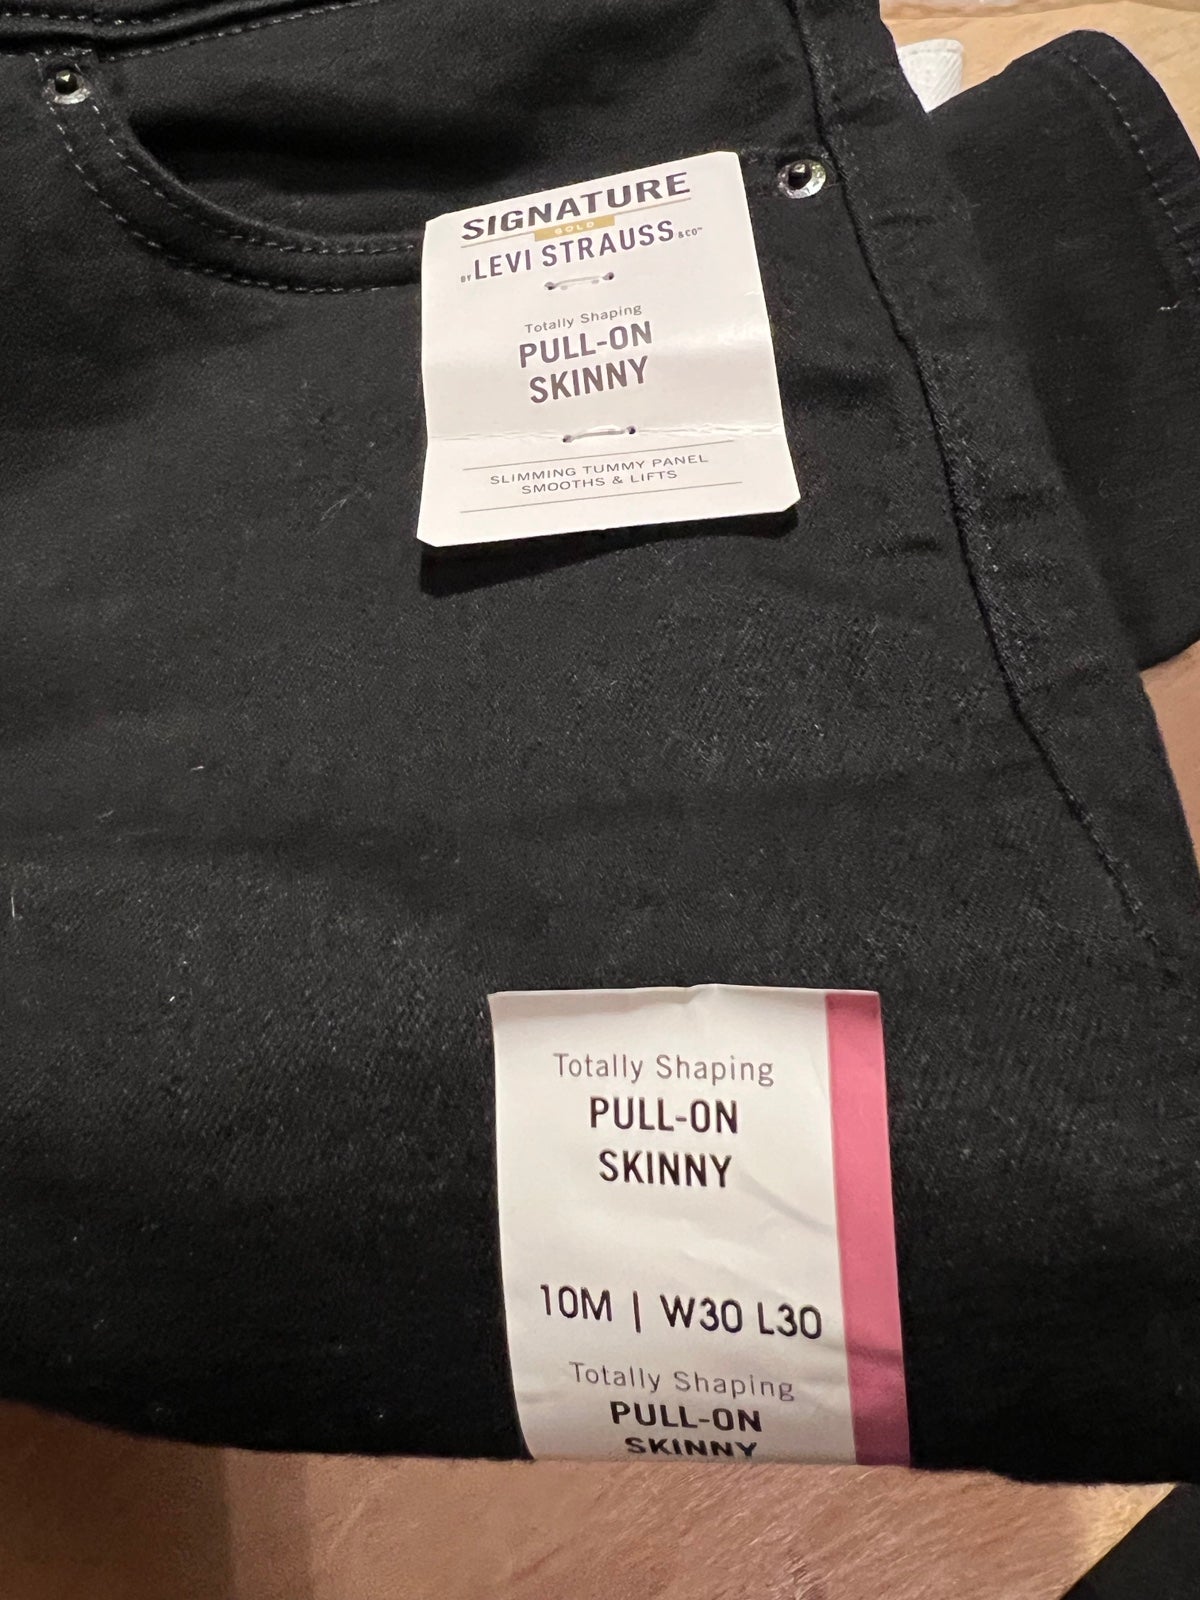 SIGNATURE
GOLD
BY LEVI STRAUSS & CO™
Totally Shaping
PULL-ON
SKINNY
SLIMMING TUMMY PANEL
SMOOTHS & LIFTS
Totally Shaping
PULL-ON
SKINNY
10M | W30 L30
Totally Shaping
PULL-ON
SKINNY